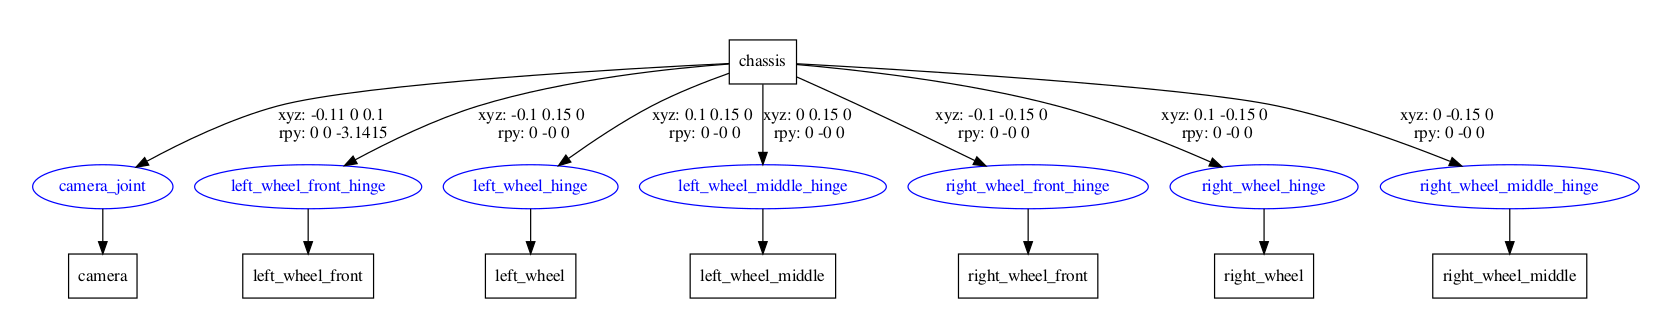 chassis
xyz: -0.11 0 0.1
rpy: 0 0 -3.1415
xyz: -0.1 0.15 0
rpy: 0 -0 0
xyz: 0.1 0.15 0
rpy: 0 -0 0
xyz: 0 0.15 0
rpy: 0 -0 0
xyz: -0.1 -0.15 0
rpy: 0 -0 0
xyz: 0.1 -0.15 0
rpy: 0 -0 0
xyz: 0 -0.15 0
rpy: 0 -0 0
camera_joint
left_wheel_front_hinge
left_wheel_hinge
left_wheel_middle_hinge
right_wheel_front_hinge
right_wheel_hinge
right_wheel_middle_hinge
camera
left_wheel_front
left_wheel
left_wheel_middle
right_wheel_front
right_wheel
right_wheel_middle